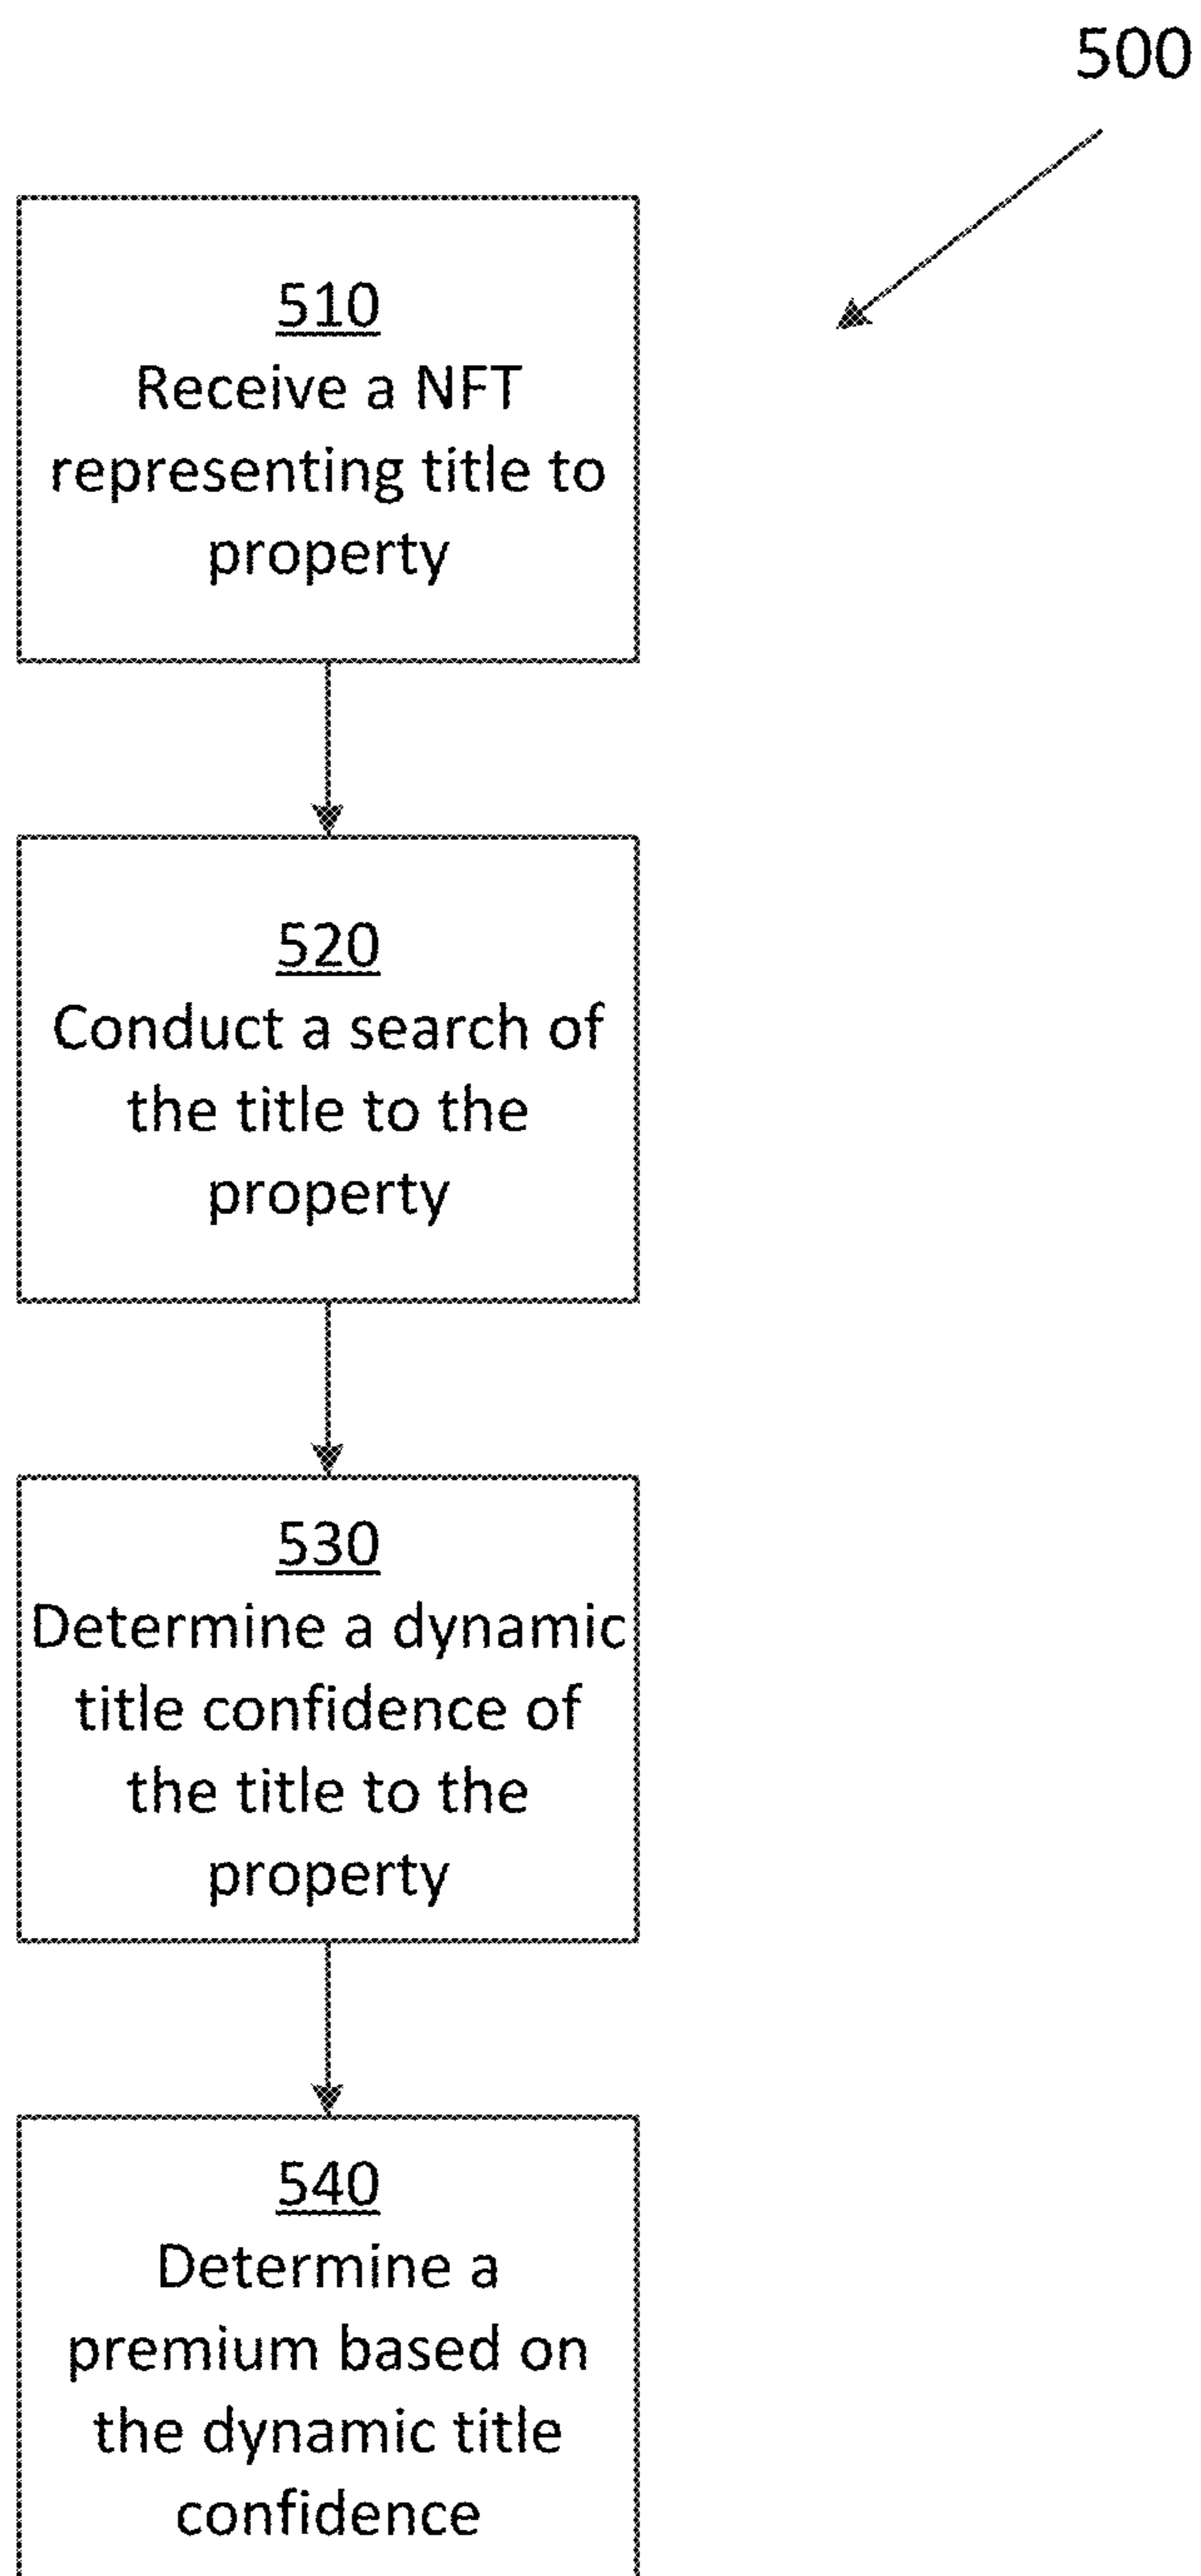 500
510
Receive a NFT
representing title to
property
520
Conduct a search of
the title to the
property
530
Determine a dynamic
title confidence of
the title to the
property
540
Determine a
premium based on
the dynamic title
confidence